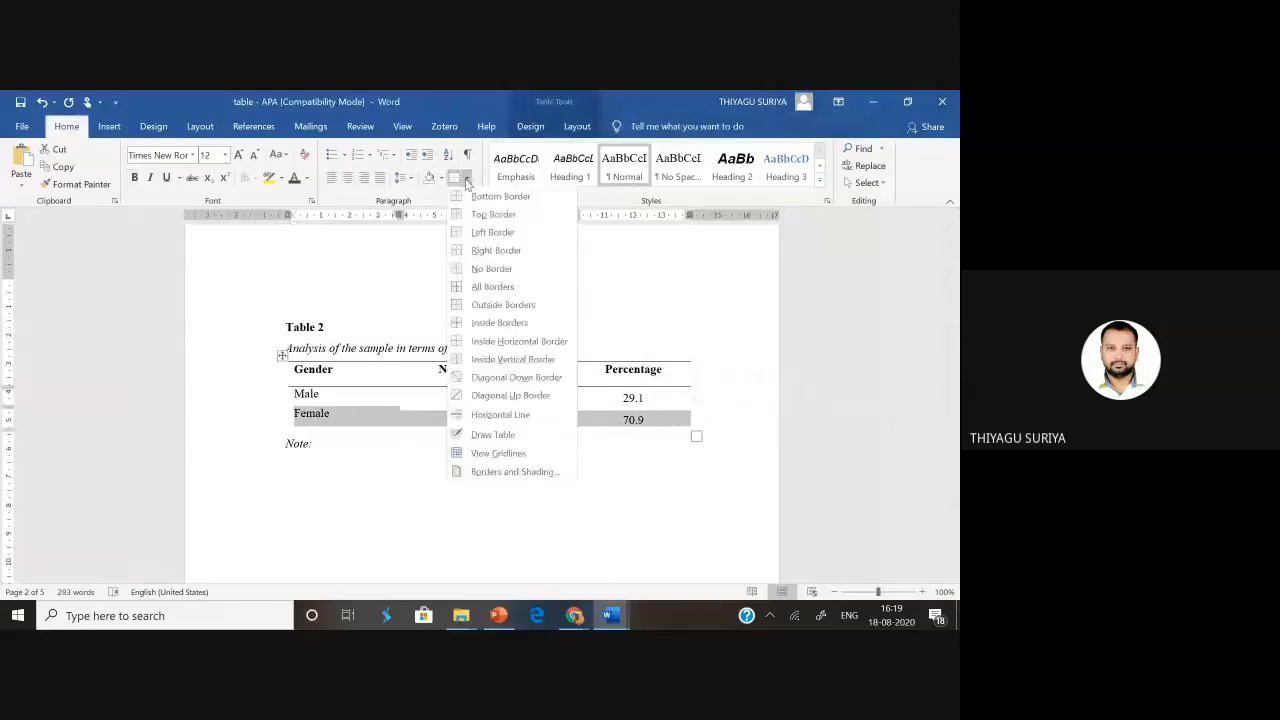 table - APA [Compatibility Mode] - Word
Table Tools
THIYAGU SURIYA
File Home Insert Design Layout References Mailings Review View Zotero Help Design Layout Tell me what you want to do Share
Paste
Cut
Copy
Format Painter
Clipboard
Times New Ror 12
Font
Paragraph
AaBbCcDı Emphasis
AaBbCcL Heading 1
AaBbCcI ¶ Normal
AaBbCcD ¶ No Spac...
AaBb Heading 2
AaBbCcD Heading 3
Styles
Find
Replace
Select
Editing
Bottom Border
Top Border
Left Border
Right Border
No Border
All Borders
Outside Borders
Inside Borders
Inside Horizontal Border
Inside Vertical Border
Diagonal Down Border
Diagonal Up Border
Horizontal Line
Draw Table
View Gridlines
Borders and Shading...
Table 2
Analysis of the sample in terms of
Gender N Percentage
Male 29.1
Female 70.9
Note:
THIYAGU SURIYA
Page 2 of 5 283 words English (United States) 100%
Type here to search
ENG
16:19
18-08-2020
18